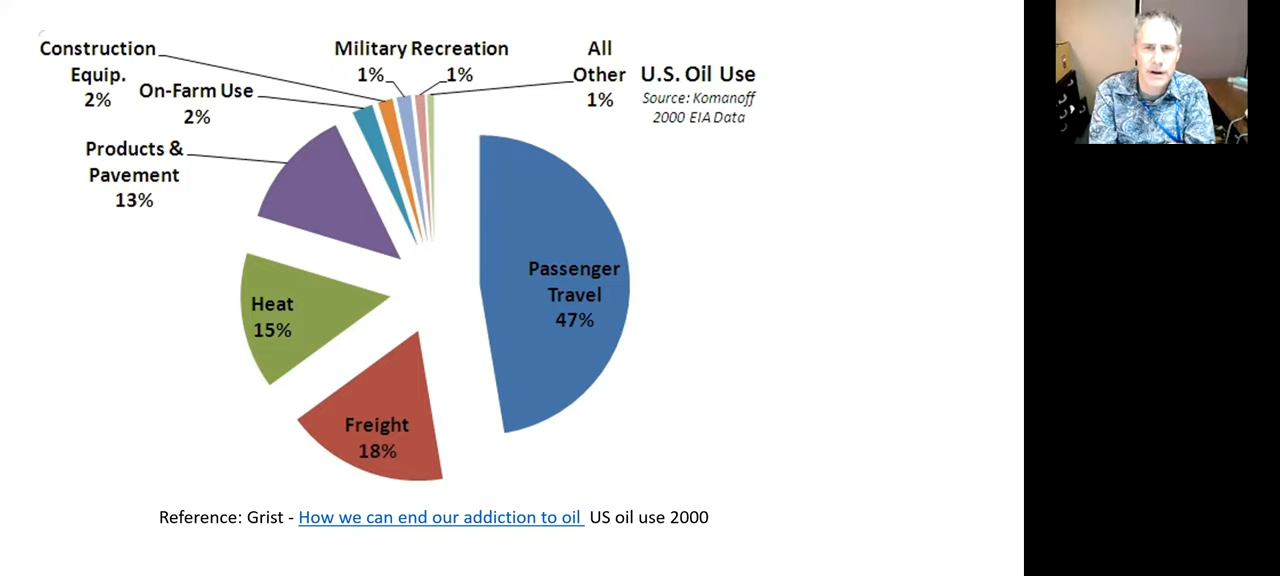 Construction
Equip.
2%
On-Farm Use
2%
Products &
Pavement
13%
Military Recreation
1%
1%
All
Other
1%
U.S. Oil Use
Source: Komanoff
2000 EIA Data
Passenger
Travel
47%
Heat
15%
Freight
18%
Reference: Grist - How we can end our addiction to oil US oil use 2000